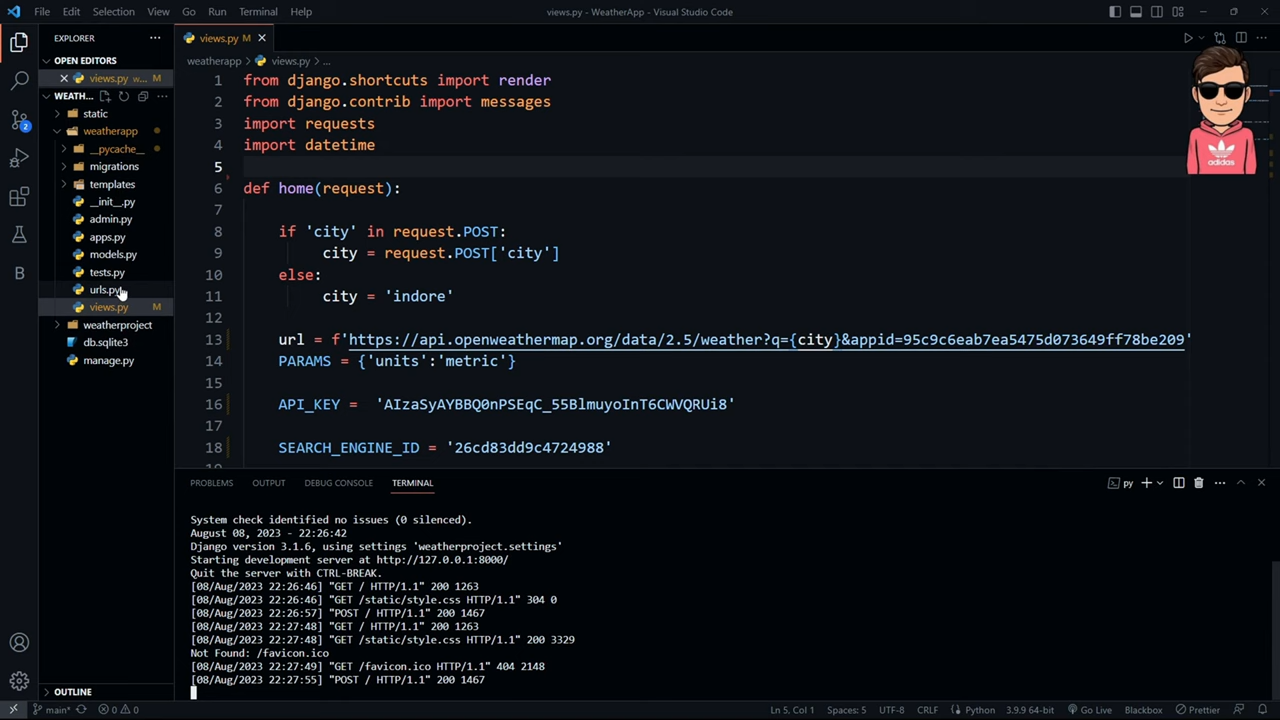 File Edit Selection View Go Run Terminal Help
views.py - WeatherApp - Visual Studio Code
EXPLORER
OPEN EDITORS
views.py w... M
WEATH...
static
weatherapp
__pycache__
migrations
templates
__init__.py
admin.py
apps.py
models.py
tests.py
urls.py
views.py M
weatherproject
db.sqlite3
manage.py
OUTLINE
2
B
views.py M
weatherapp > views.py > ...
1 from django.shortcuts import render
2 from django.contrib import messages
3 import requests
4 import datetime
5
6 def home(request):
7
8 if 'city' in request.POST:
9 city = request.POST['city']
10 else:
11 city = 'indore'
12
13 url = f'https://api.openweathermap.org/data/2.5/weather?q={city}&appid=95c9c6eab7ea5475d073649ff78be209'
14 PARAMS = {'units':'metric'}
15
16 API_KEY = 'AIzaSyAYBBQ0nPSEqC_55BlmuyoInT6CWVQRUi8'
17
18 SEARCH_ENGINE_ID = '26cd83dd9c4724988'
19
adidas
PROBLEMS OUTPUT DEBUG CONSOLE TERMINAL
py
System check identified no issues (0 silenced).
August 08, 2023 - 22:26:42
Django version 3.1.6, using settings 'weatherproject.settings'
Starting development server at http://127.0.0.1:8000/
Quit the server with CTRL-BREAK.
[08/Aug/2023 22:26:46] "GET / HTTP/1.1" 200 1263
[08/Aug/2023 22:26:46] "GET /static/style.css HTTP/1.1" 304 0
[08/Aug/2023 22:26:57] "POST / HTTP/1.1" 200 1467
[08/Aug/2023 22:27:48] "GET / HTTP/1.1" 200 1263
[08/Aug/2023 22:27:48] "GET /static/style.css HTTP/1.1" 200 3329
Not Found: /favicon.ico
[08/Aug/2023 22:27:49] "GET /favicon.ico HTTP/1.1" 404 2148
[08/Aug/2023 22:27:55] "POST / HTTP/1.1" 200 1467
main* 0 0 Ln 5, Col 1 Spaces: 5 UTF-8 CRLF Python 3.9.9 64-bit Go Live Blackbox Prettier